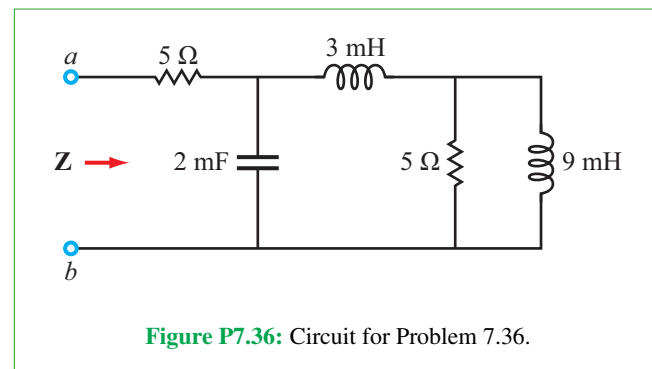 a
5 Ω
3 mH
Z
2 mF
5 Ω
9 mH
b
Figure P7.36: Circuit for Problem 7.36.